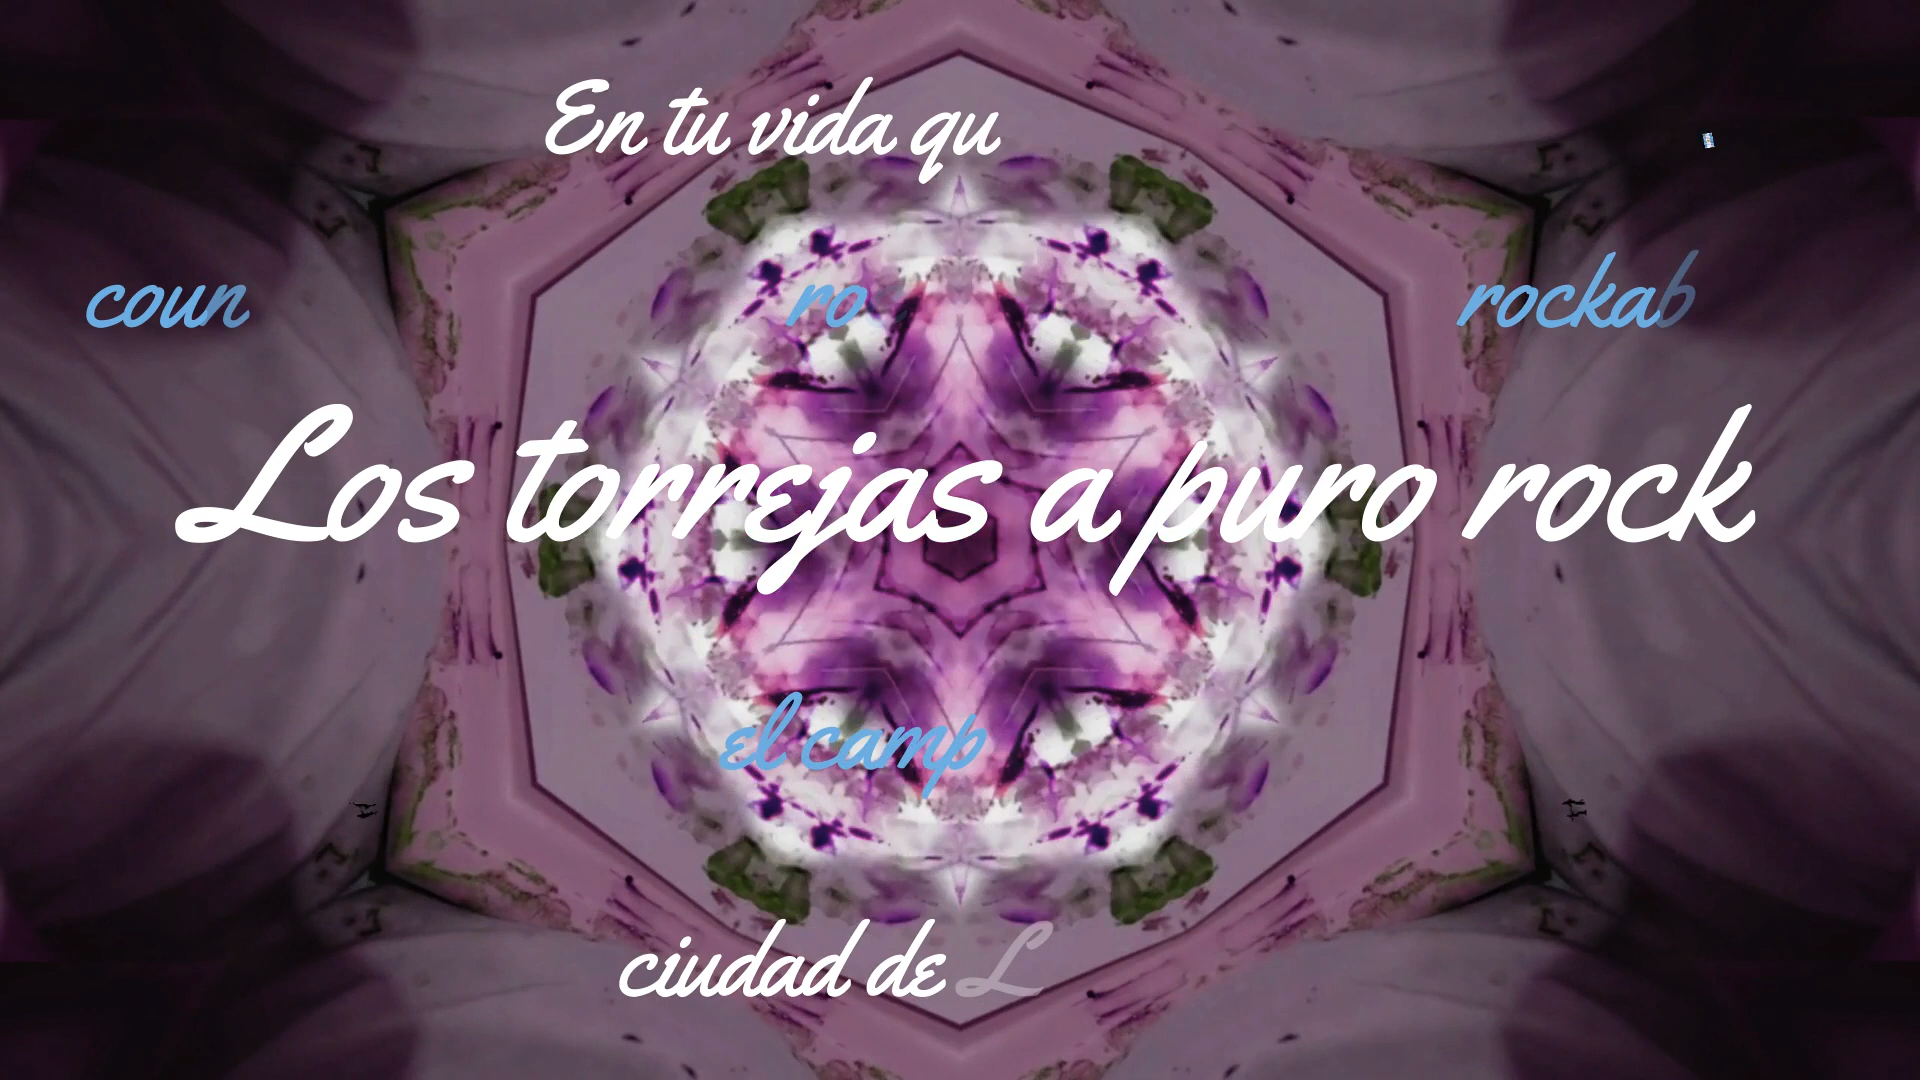 En tu vida qu
coun ro rockab
Los torrejas a puro rock
el camp
ciudad de L